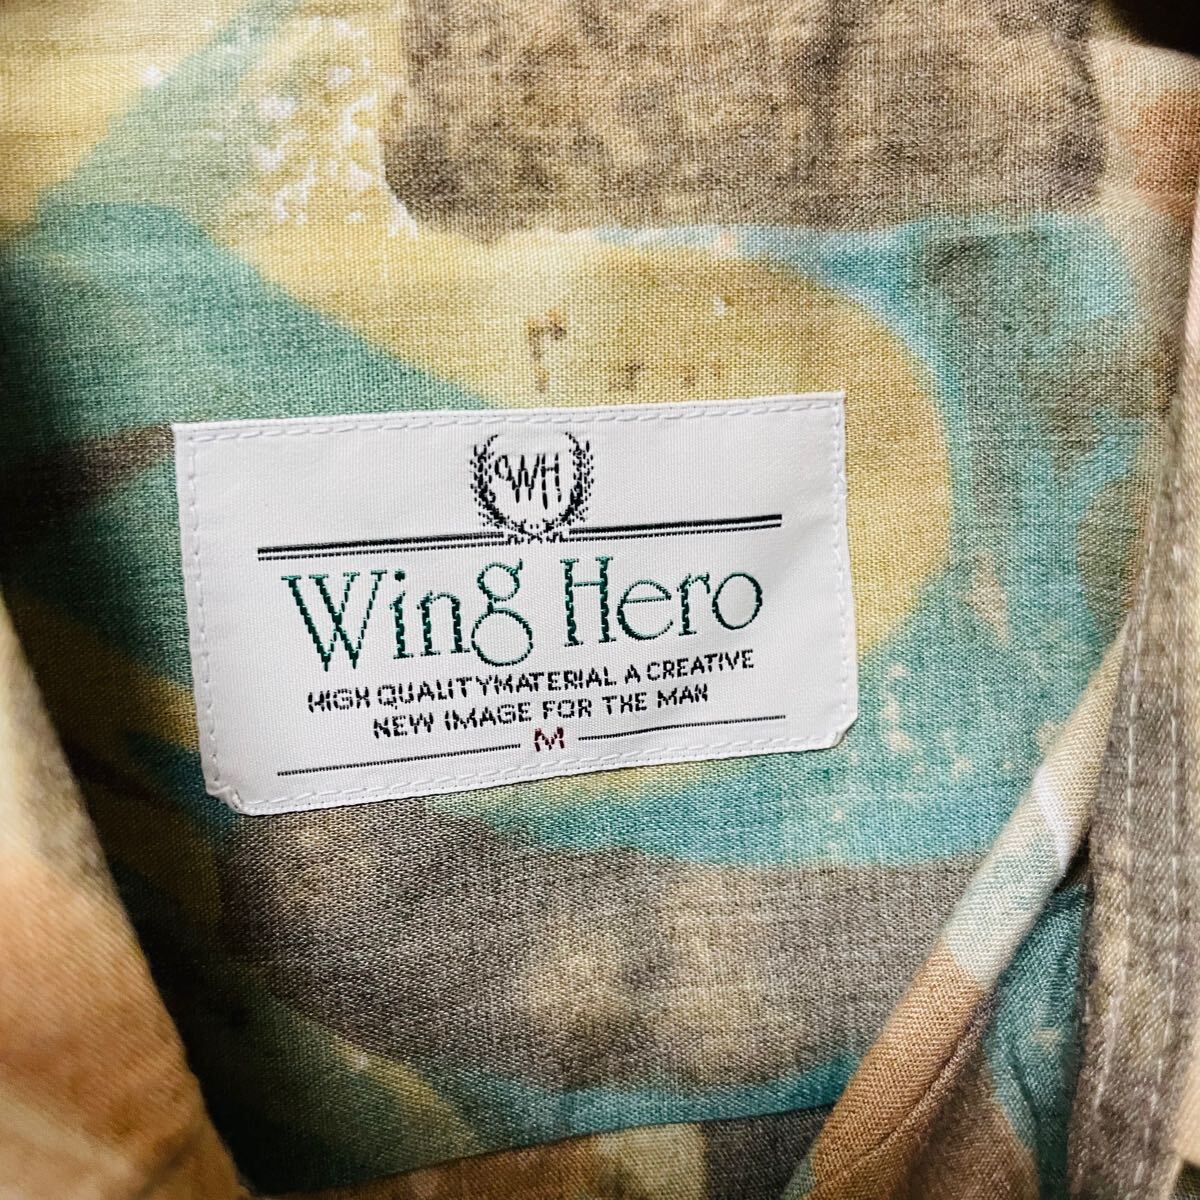 WH
Wing Hero
HIGH QUALITYMATERIAL A CREATIVE
NEW IMAGE FOR THE MAN
M